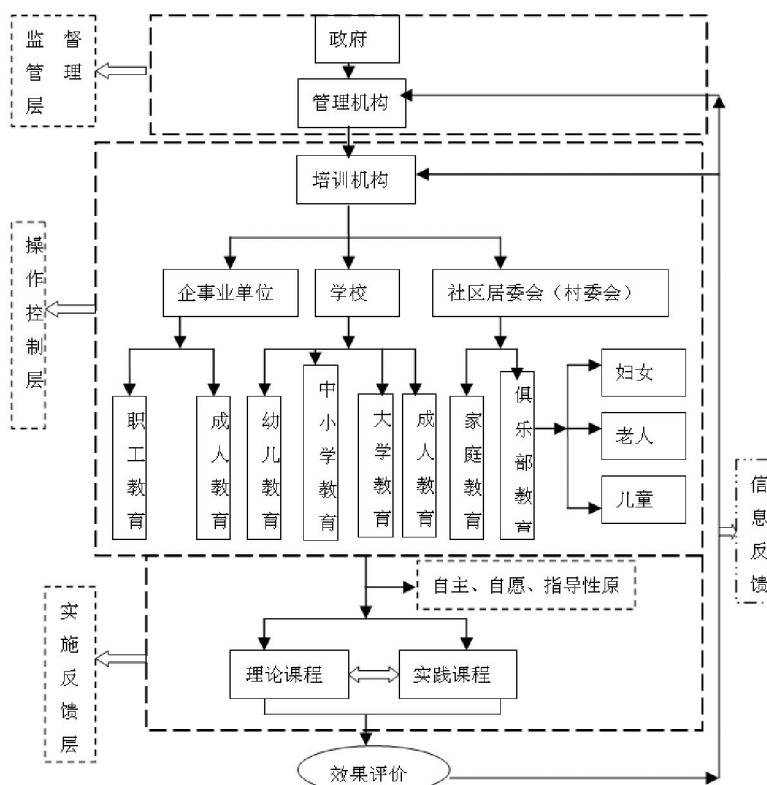 监督
管理
层
政府
管理机构
培训机构
操
作
控
制
层
企事业单位
学校
社区居委会（村委会）
职工教育
成人教育
幼儿教育
中小学教育
大学教育
成人教育
家庭教育
俱乐部教育
妇女
老人
儿童
信
息
反
馈
自主、自愿、指导性原
实
施
反
馈
层
理论课程
实践课程
效果评价